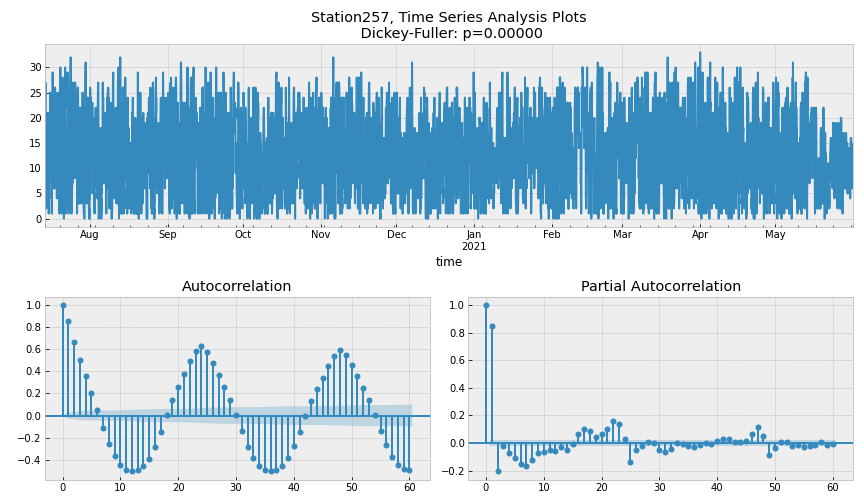 Station257, Time Series Analysis Plots
Dickey-Fuller: p=0.00000
30
25
20
15
10
5
0
Aug Sep Oct Nov Dec Jan Feb Mar Apr May
2021
time
Autocorrelation
1.0
0.8
0.6
0.4
0.2
0.0
−0.2
−0.4
0 10 20 30 40 50 60
Partial Autocorrelation
1.0
0.8
0.6
0.4
0.2
0.0
−0.2
0 10 20 30 40 50 60